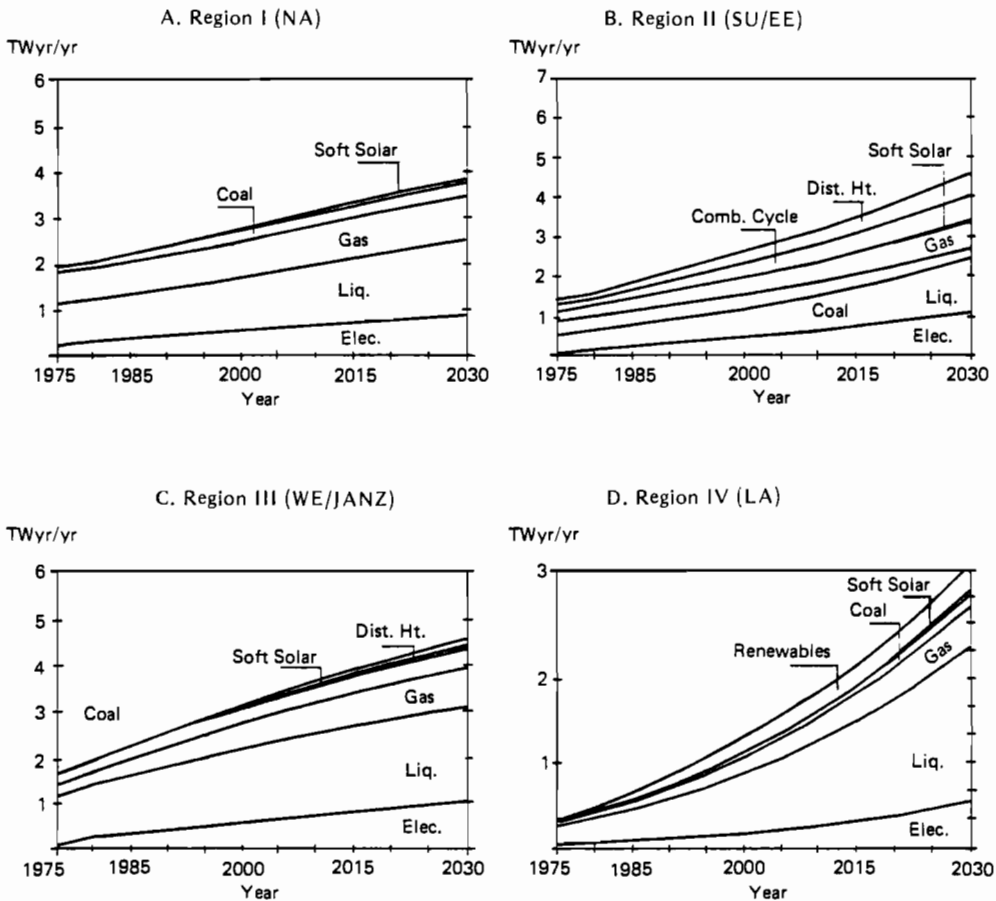 A. Region I (NA)
TWyr/yr
6
5
4
3
2
1
Soft Solar
Coal
Gas
Liq.
Elec.
1975 1985 2000 2015 2030
Year
B. Region II (SU/EE)
TWyr/yr
7
6
5
4
3
2
1
Soft Solar
Dist. Ht.
Comb. Cycle
Gas
Liq.
Coal
Elec.
1975 1985 2000 2015 2030
Year
C. Region III (WE/JANZ)
TWyr/yr
6
5
4
3
2
1
Dist. Ht.
Soft Solar
Coal
Gas
Liq.
Elec.
1975 1985 2000 2015 2030
Year
D. Region IV (LA)
TWyr/yr
3
2
1
Soft Solar
Coal
Renewables
Gas
Liq.
Elec.
1975 1985 2000 2015 2030
Year